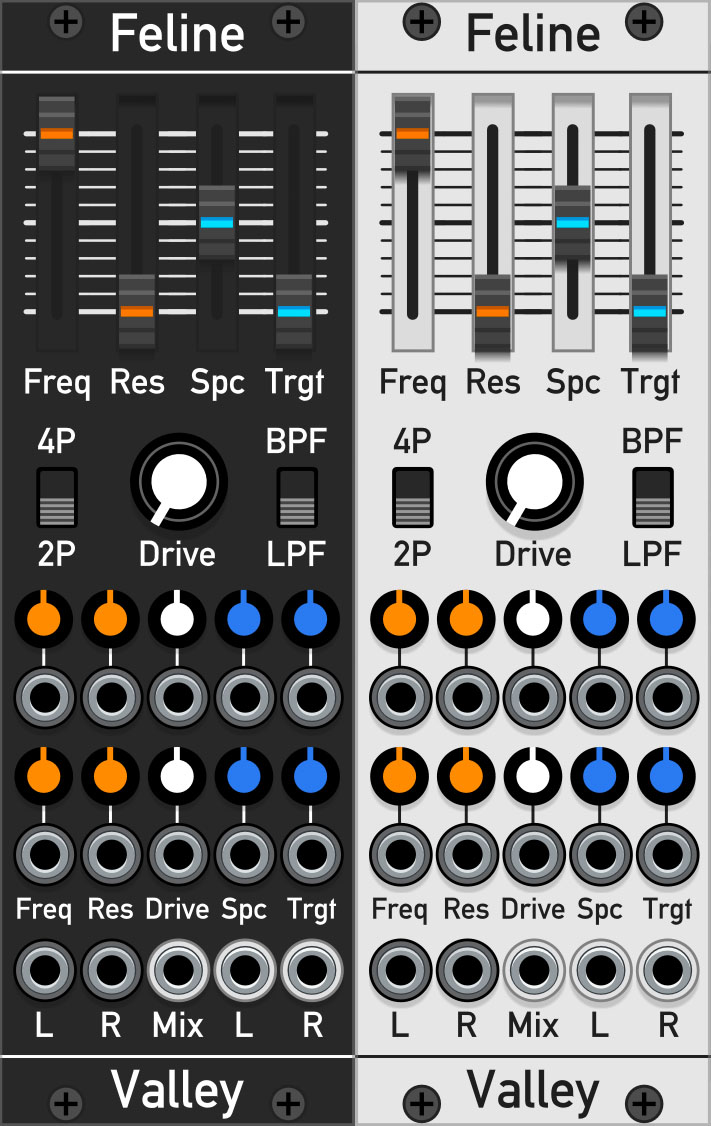 Feline
Freq Res Spc Trgt
4P BPF
2P Drive LPF
Freq Res Drive Spc Trgt
L R Mix L R
Valley
Feline
Freq Res Spc Trgt
4P BPF
2P Drive LPF
Freq Res Drive Spc Trgt
L R Mix L R
Valley